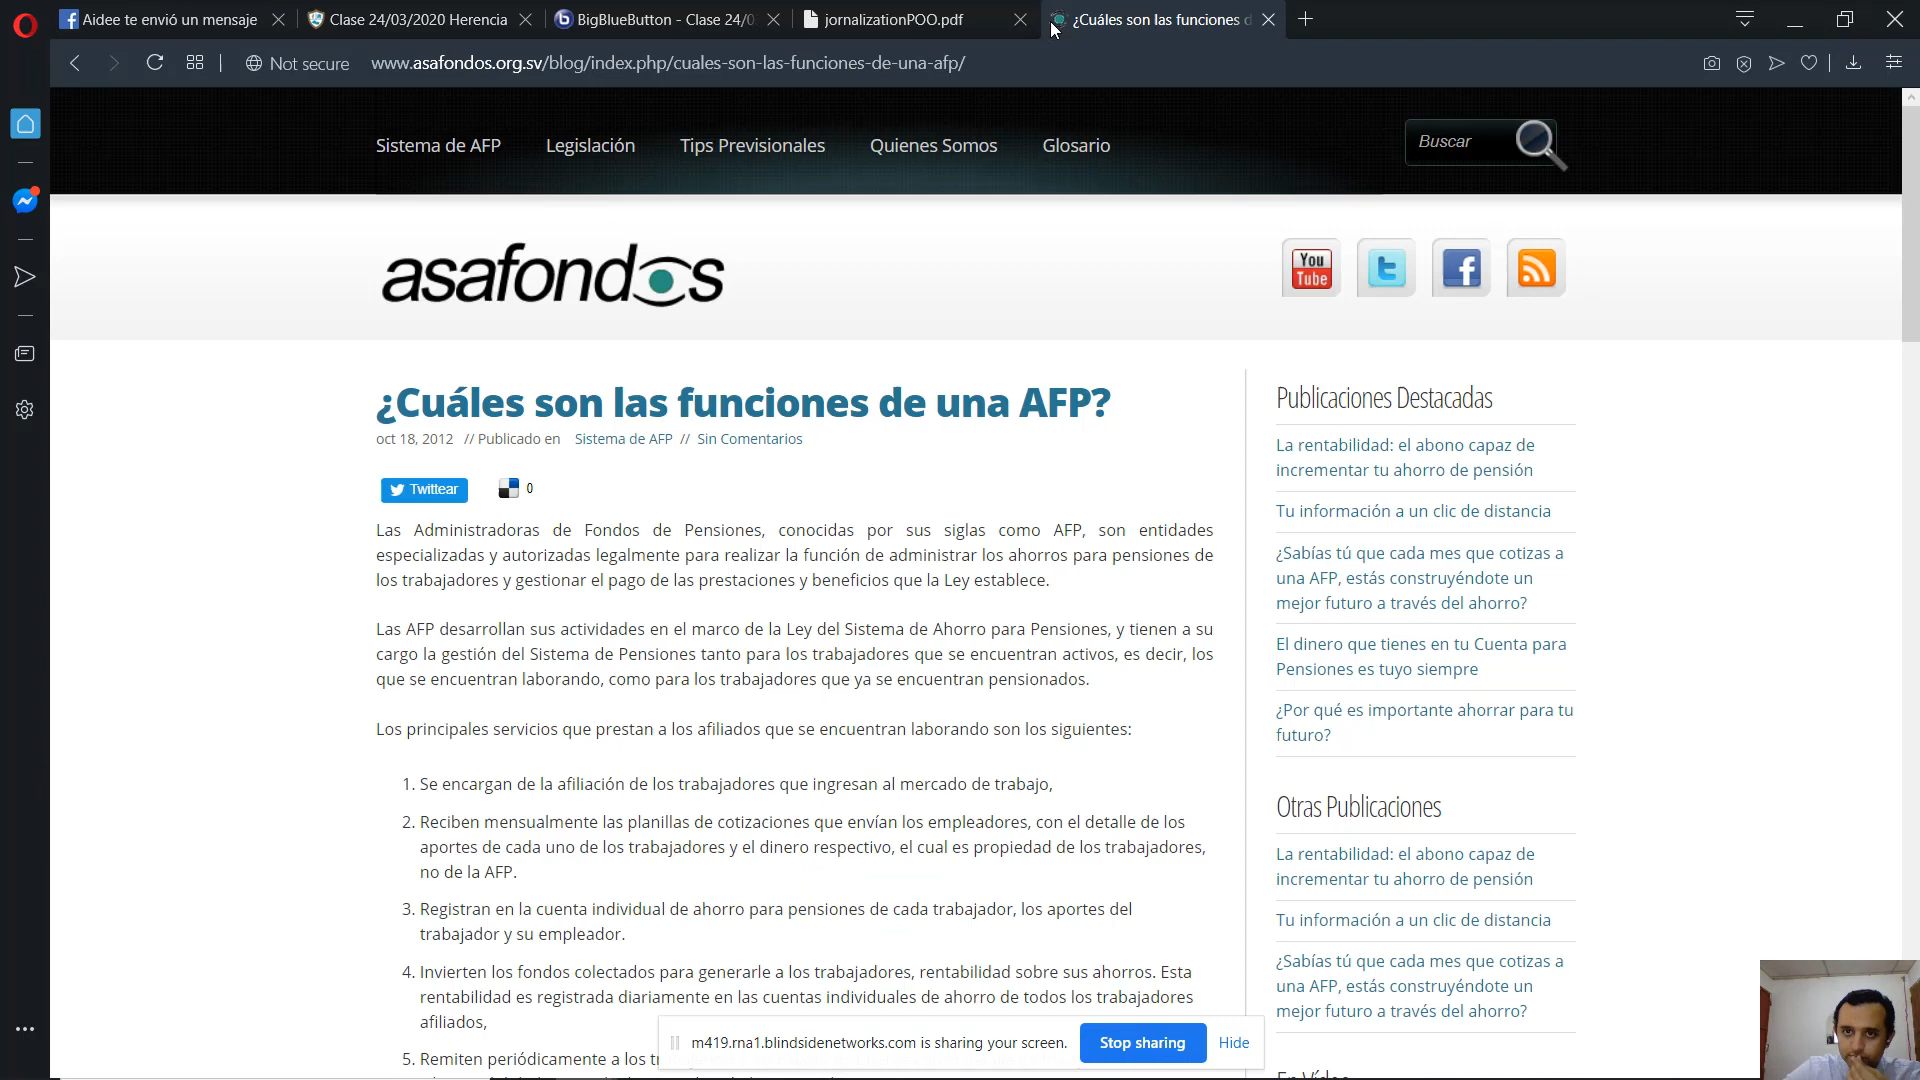 Aidee te envió un mensaje
Clase 24/03/2020 Herencia
BigBlueButton - Clase 24/0
jornalizationPOO.pdf
¿Cuáles son las funciones d
Not secure
www.asafondos.org.sv/blog/index.php/cuales-son-las-funciones-de-una-afp/
Sistema de AFP
Legislación
Tips Previsionales
Quienes Somos
Glosario
Buscar
asafondos
You
Tube
¿Cuáles son las funciones de una AFP?
oct 18, 2012 // Publicado en Sistema de AFP // Sin Comentarios
Twittear
0
Las Administradoras de Fondos de Pensiones, conocidas por sus siglas como AFP, son entidades
especializadas y autorizadas legalmente para realizar la función de administrar los ahorros para pensiones de
los trabajadores y gestionar el pago de las prestaciones y beneficios que la Ley establece.
Las AFP desarrollan sus actividades en el marco de la Ley del Sistema de Ahorro para Pensiones, y tienen a su
cargo la gestión del Sistema de Pensiones tanto para los trabajadores que se encuentran activos, es decir, los
que se encuentran laborando, como para los trabajadores que ya se encuentran pensionados.
Los principales servicios que prestan a los afiliados que se encuentran laborando son los siguientes:
1. Se encargan de la afiliación de los trabajadores que ingresan al mercado de trabajo,
2. Reciben mensualmente las planillas de cotizaciones que envían los empleadores, con el detalle de los
aportes de cada uno de los trabajadores y el dinero respectivo, el cual es propiedad de los trabajadores,
no de la AFP.
3. Registran en la cuenta individual de ahorro para pensiones de cada trabajador, los aportes del
trabajador y su empleador.
4. Invierten los fondos colectados para generarle a los trabajadores, rentabilidad sobre sus ahorros. Esta
rentabilidad es registrada diariamente en las cuentas individuales de ahorro de todos los trabajadores
afiliados,
5. Remiten periódicamente a los
Publicaciones Destacadas
La rentabilidad: el abono capaz de
incrementar tu ahorro de pensión
Tu información a un clic de distancia
¿Sabías tú que cada mes que cotizas a
una AFP, estás construyéndote un
mejor futuro a través del ahorro?
El dinero que tienes en tu Cuenta para
Pensiones es tuyo siempre
¿Por qué es importante ahorrar para tu
futuro?
Otras Publicaciones
La rentabilidad: el abono capaz de
incrementar tu ahorro de pensión
Tu información a un clic de distancia
¿Sabías tú que cada mes que cotizas a
una AFP, estás construyéndote un
mejor futuro a través del ahorro?
m419.rna1.blindsidenetworks.com is sharing your screen.
Stop sharing
Hide